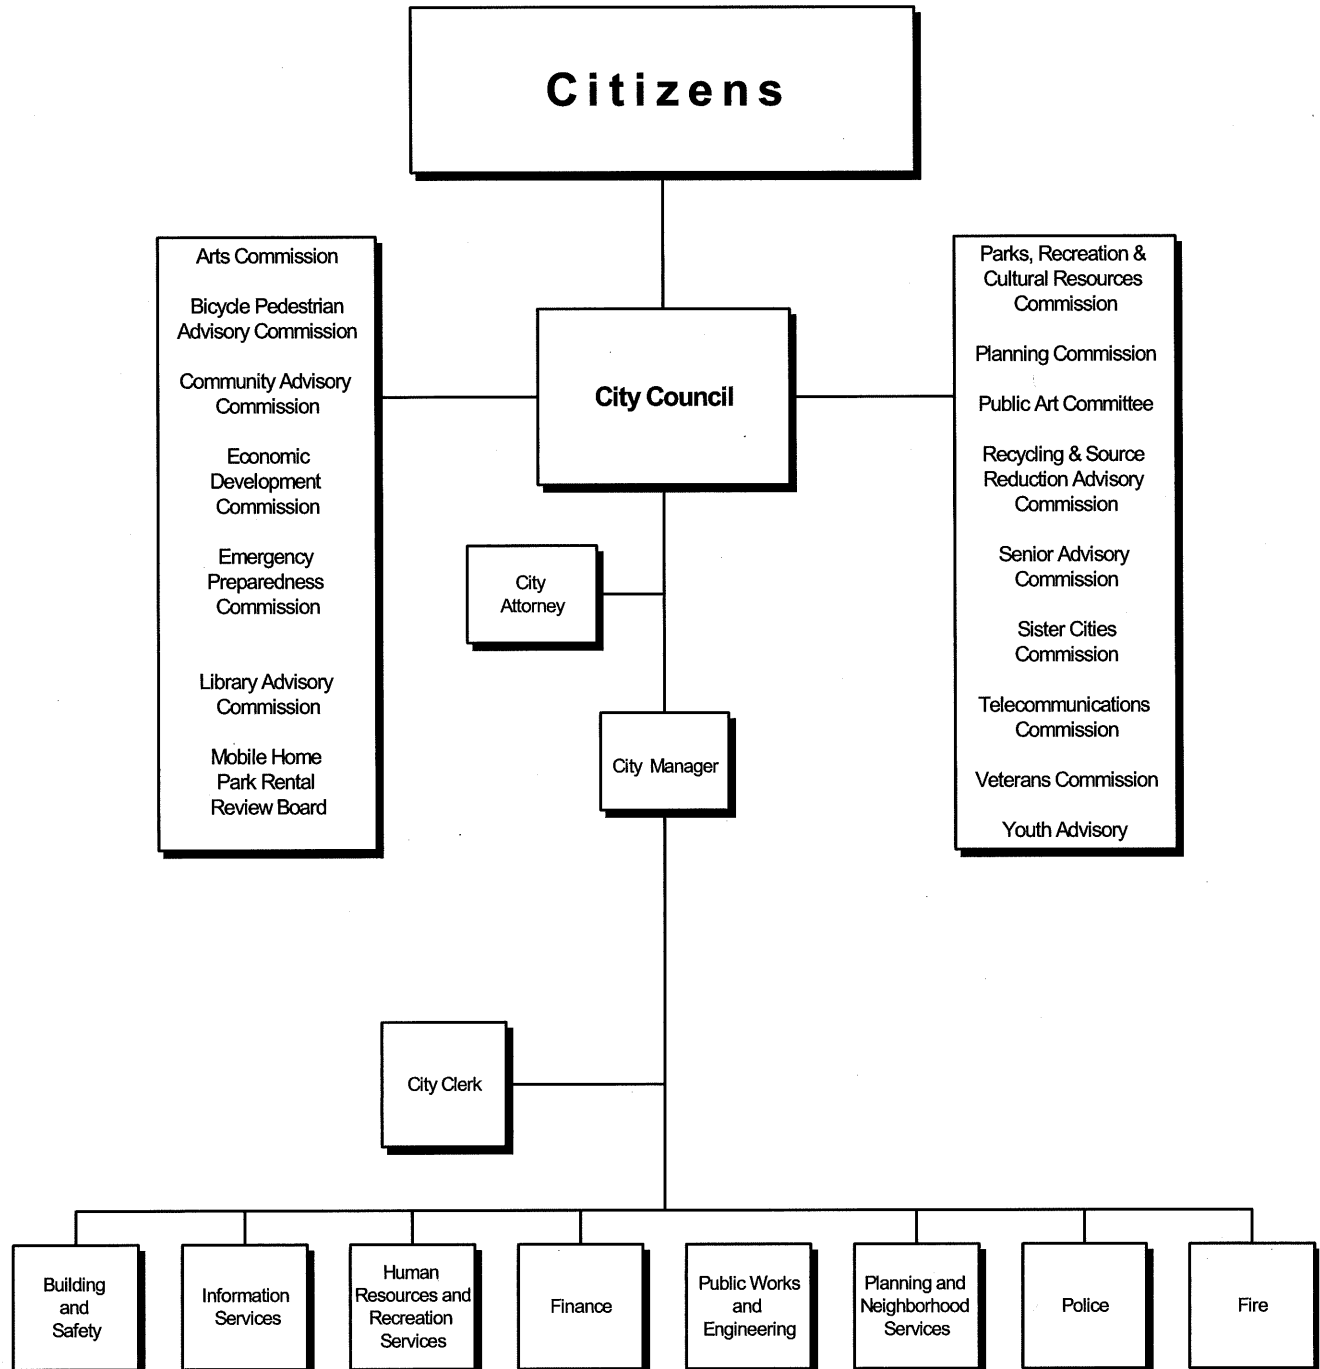 Citizens
Arts Commission
Bicycle Pedestrian
Advisory Commission
Community Advisory
Commission
Economic
Development
Commission
Emergency
Preparedness
Commission
Library Advisory
Commission
Mobile Home
Park Rental
Review Board
City Council
Parks, Recreation &
Cultural Resources
Commission
Planning Commission
Public Art Committee
Recycling & Source
Reduction Advisory
Commission
Senior Advisory
Commission
Sister Cities
Commission
Telecommunications
Commission
Veterans Commission
Youth Advisory
City
Attorney
City Manager
City Clerk
Building
and
Safety
Information
Services
Human
Resources and
Recreation
Services
Finance
Public Works
and
Engineering
Planning and
Neighborhood
Services
Police
Fire